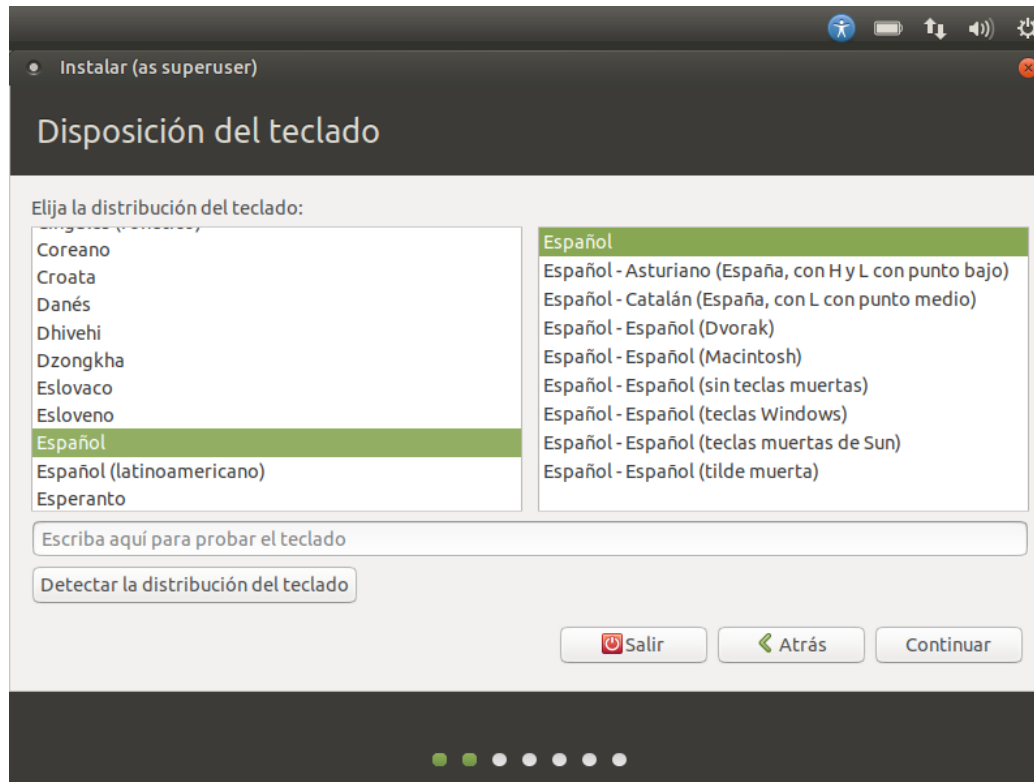 Instalar (as superuser)
Disposición del teclado
Elija la distribución del teclado:
Coreano
Croata
Danés
Dhivehi
Dzongkha
Eslovaco
Esloveno
Español
Español (latinoamericano)
Esperanto
Español
Español - Asturiano (España, con H y L con punto bajo)
Español - Catalán (España, con L con punto medio)
Español - Español (Dvorak)
Español - Español (Macintosh)
Español - Español (sin teclas muertas)
Español - Español (teclas Windows)
Español - Español (teclas muertas de Sun)
Español - Español (tilde muerta)
Escriba aquí para probar el teclado
Detectar la distribución del teclado
Salir
Atrás
Continuar